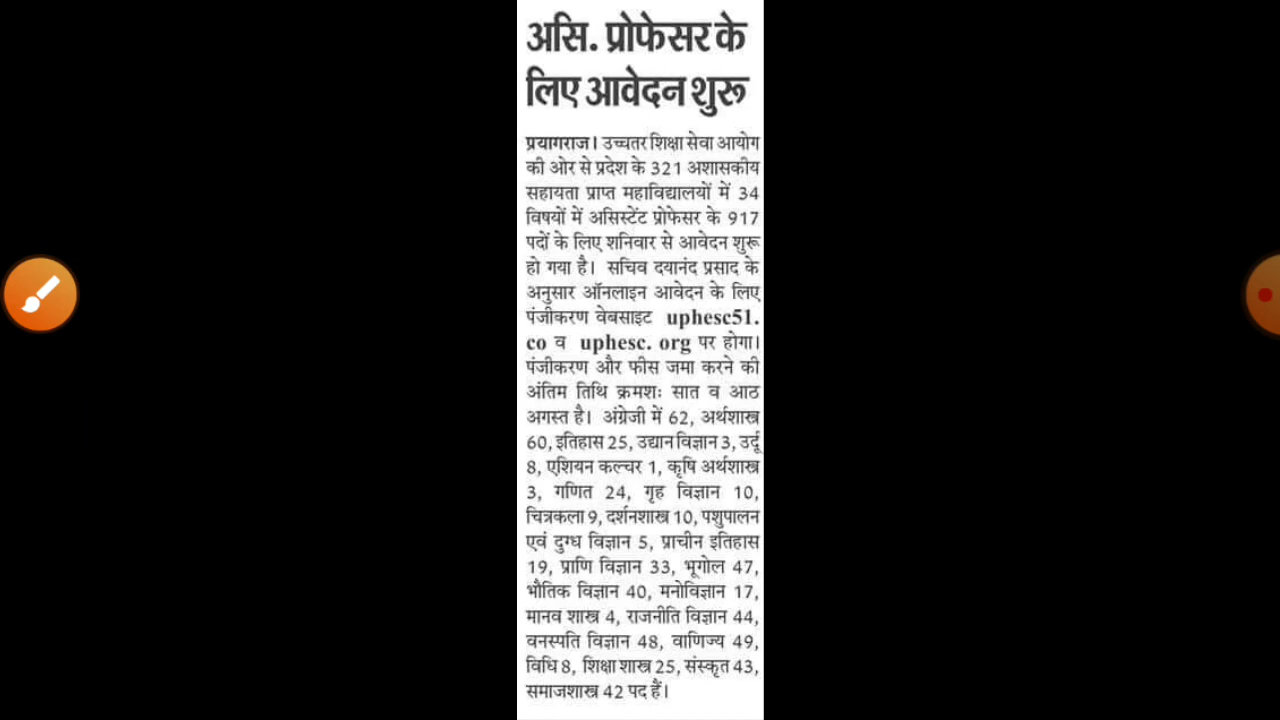 असि. प्रोफेसर के
लिए आवेदन शुरू
प्रयागराज। उच्चतर शिक्षा सेवा आयोग
की ओर से प्रदेश के 321 अशासकीय
सहायता प्राप्त महाविद्यालयों में 34
विषयों में असिस्टेंट प्रोफेसर के 917
पदों के लिए शनिवार से आवेदन शुरू
हो गया है। सचिव दयानंद प्रसाद के
अनुसार ऑनलाइन आवेदन के लिए
पंजीकरण वेबसाइट uphesc51.
co व uphesc. org पर होगा।
पंजीकरण और फीस जमा करने की
अंतिम तिथि क्रमशः सात व आठ
अगस्त है। अंग्रेजी में 62, अर्थशास्त्र
60, इतिहास 25, उद्यान विज्ञान 3, उर्दू
8, एशियन कल्चर 1, कृषि अर्थशास्त्र
3, गणित 24, गृह विज्ञान 10,
चित्रकला 9, दर्शनशास्त्र 10, पशुपालन
एवं दुग्ध विज्ञान 5, प्राचीन इतिहास
19, प्राणि विज्ञान 33, भूगोल 47,
भौतिक विज्ञान 40, मनोविज्ञान 17,
मानव शास्त्र 4, राजनीति विज्ञान 44,
वनस्पति विज्ञान 48, वाणिज्य 49,
विधि 8, शिक्षा शास्त्र 25, संस्कृत 43,
समाजशास्त्र 42 पद हैं।